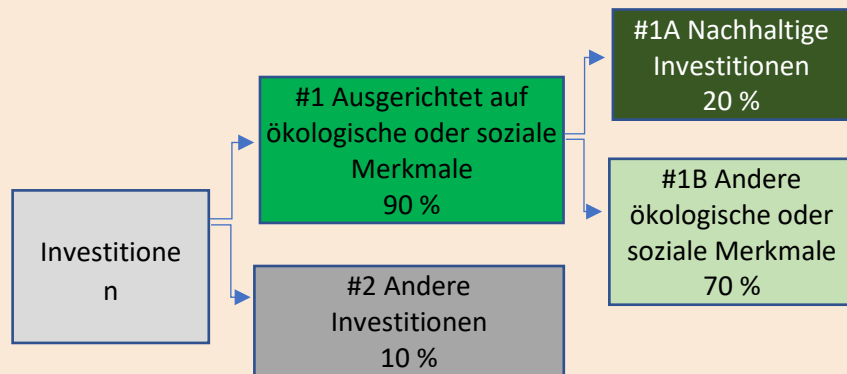 Investitione
n
#1 Ausgerichtet auf
ökologische oder soziale
Merkmale
90 %
#2 Andere
Investitionen
10 %
#1A Nachhaltige
Investitionen
20 %
#1B Andere
ökologische oder
soziale Merkmale
70 %